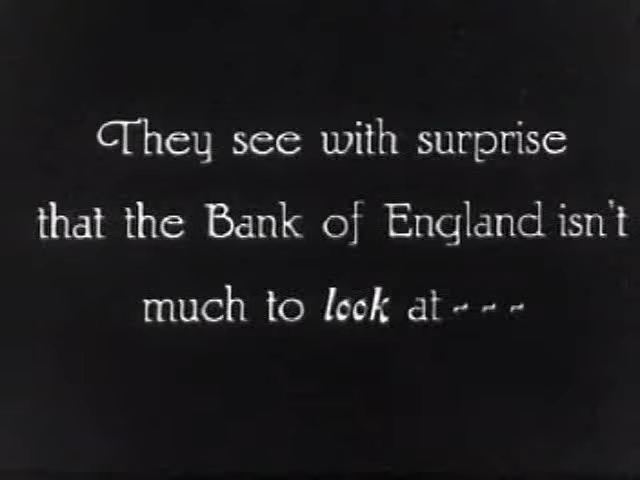 They see with surprise
that the Bank of England isn't
much to look at - - -